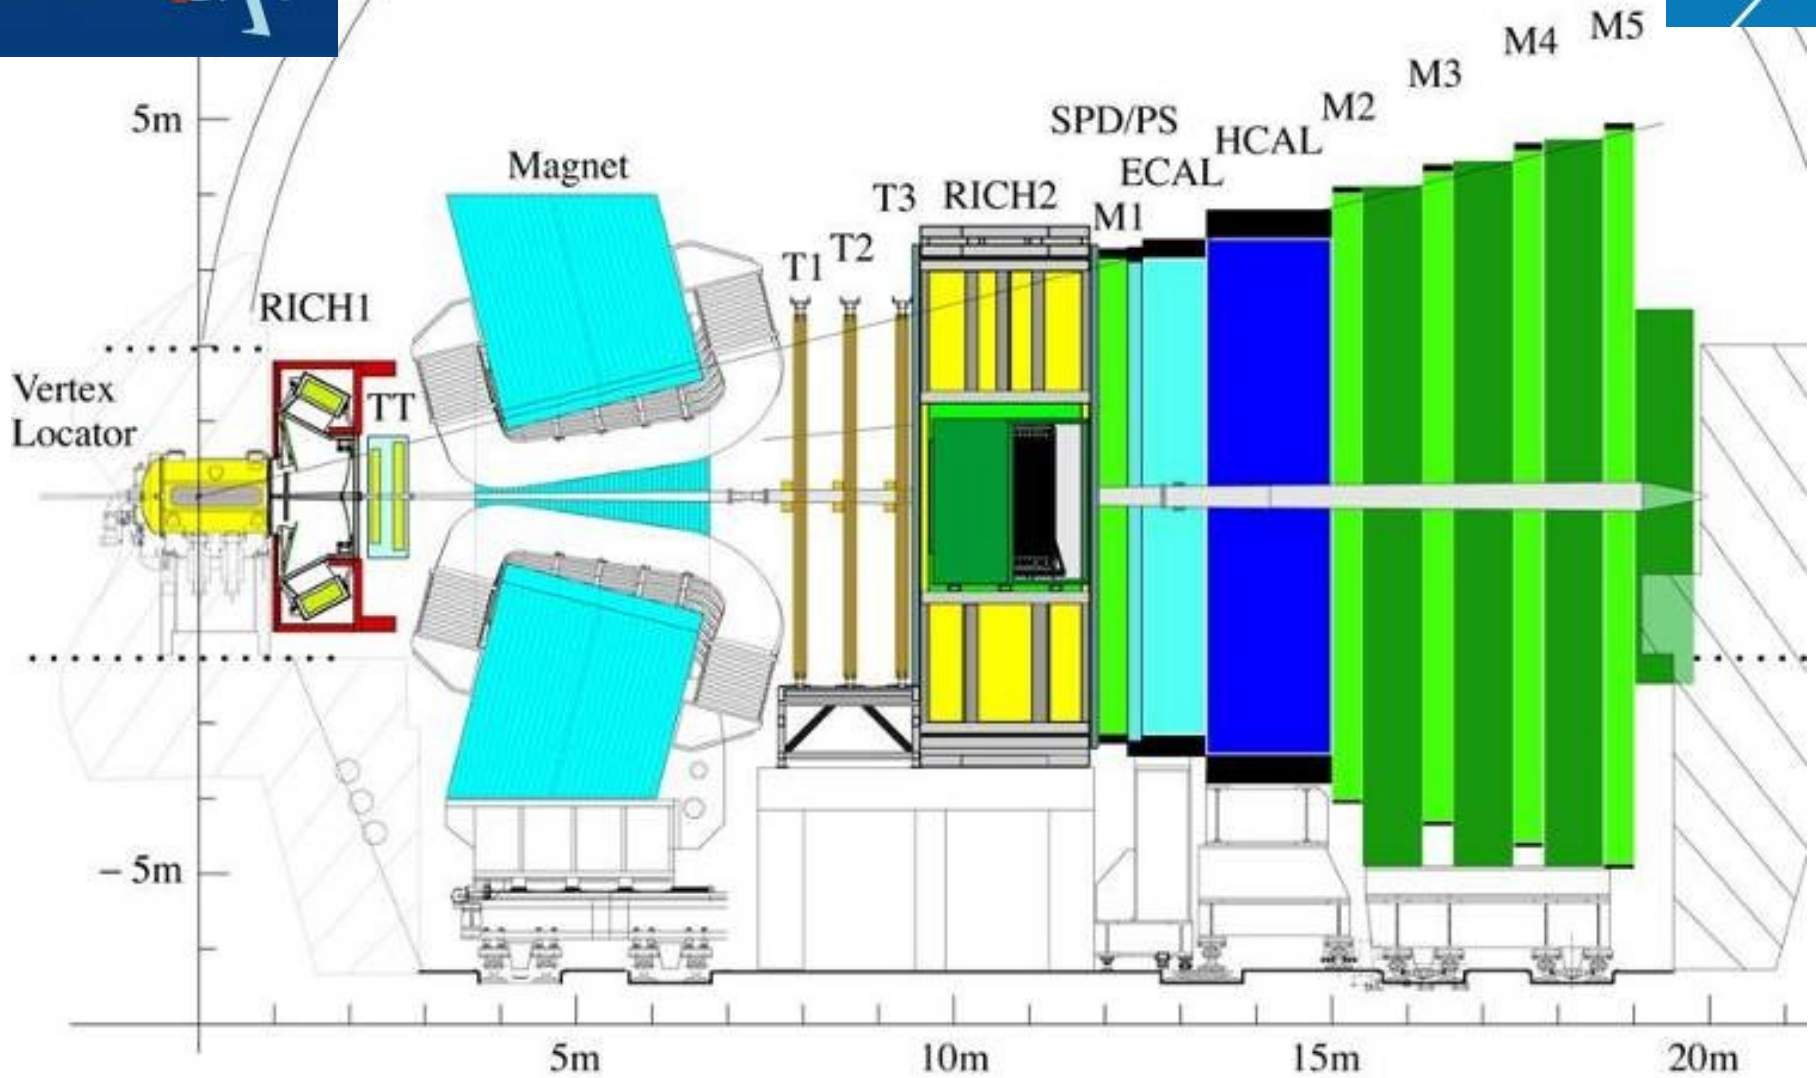 M5
M4
M3
M2
5m
SPD/PS
HCAL
Magnet
ECAL
T3
RICH2
M1
T2
T1
RICH1
Vertex
Locator
TT
– 5m
5m
10m
15m
20m